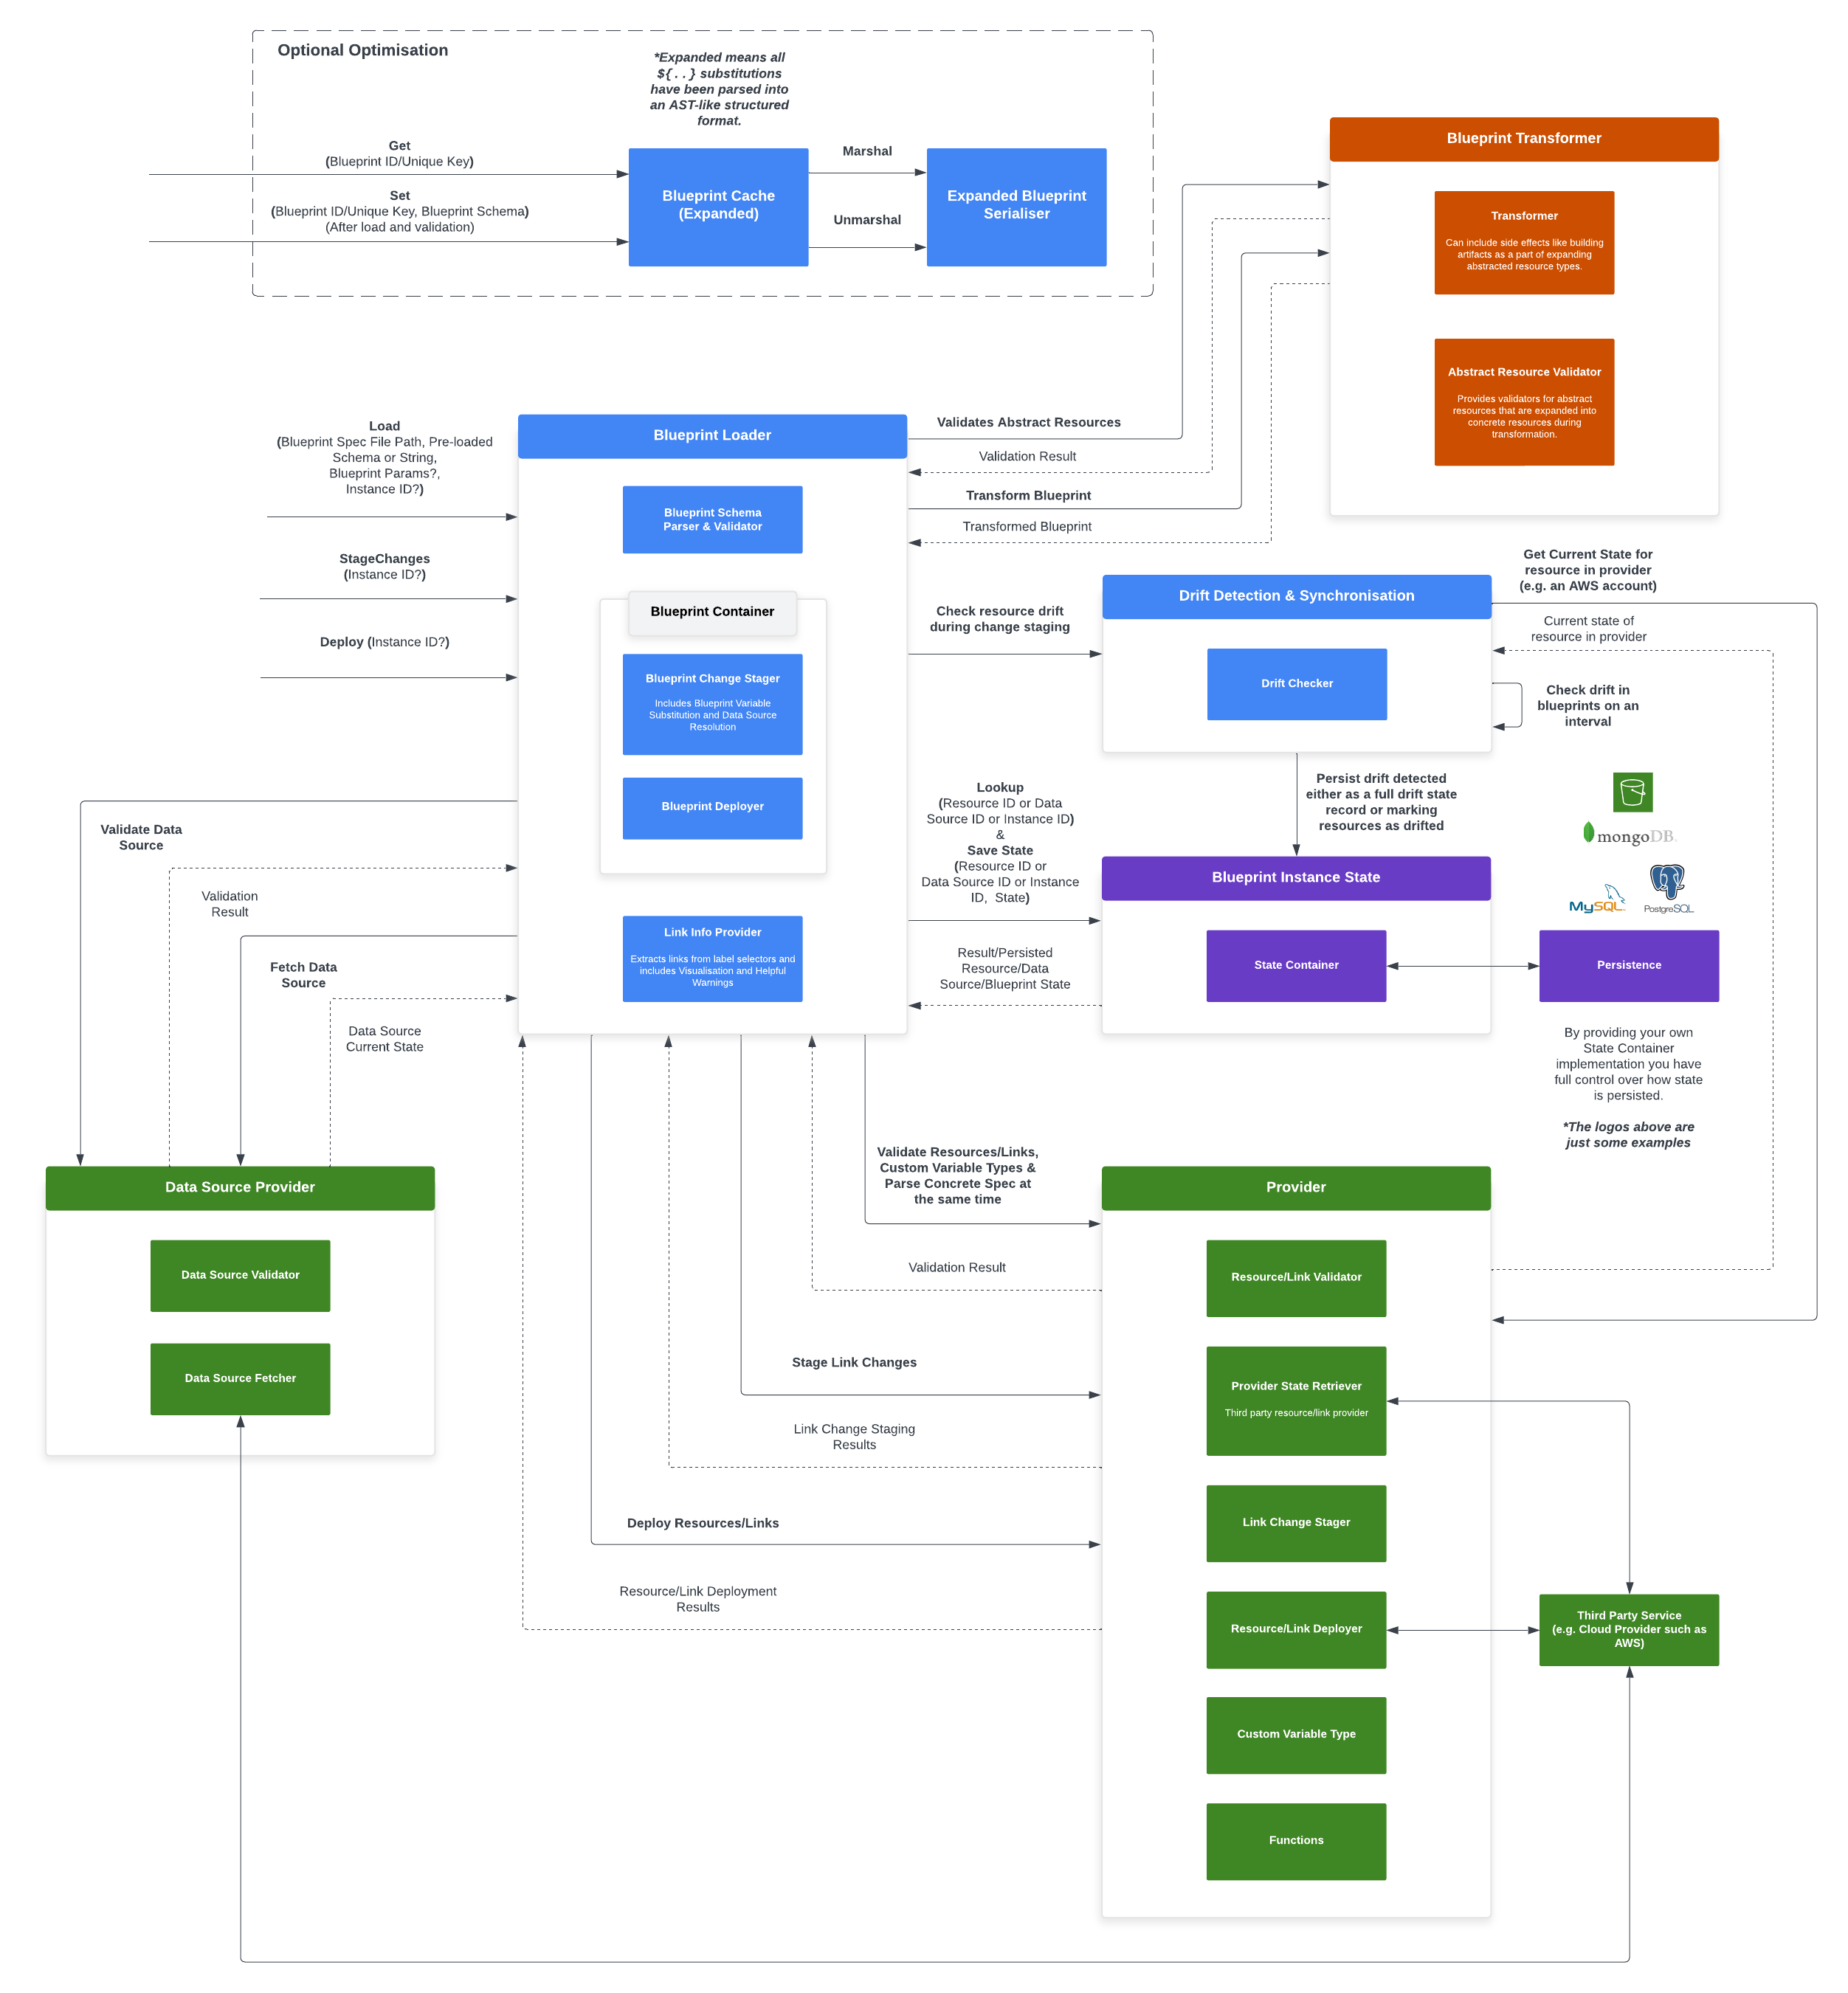 Optional Optimisation
*Expanded means all
${..} substitutions
have been parsed into
an AST-like structured
format.
Get
(Blueprint ID/Unique Key)
Set
(Blueprint ID/Unique Key, Blueprint Schema)
(After load and validation)
Blueprint Cache
(Expanded)
Marshal
Unmarshal
Expanded Blueprint
Serialiser
Blueprint Transformer
Transformer
Can include side effects like building
artifacts as a part of expanding
abstracted resource types.
Abstract Resource Validator
Provides validators for abstract
resources that are expanded into
concrete resources during
transformation.
Load
(Blueprint Spec File Path, Pre-loaded
Schema or String,
Blueprint Params?,
Instance ID?)
StageChanges
(Instance ID?)
Deploy (Instance ID?)
Blueprint Loader
Blueprint Schema
Parser & Validator
Blueprint Container
Blueprint Change Stager
Includes Blueprint Variable
Substitution and Data Source
Resolution
Blueprint Deployer
Link Info Provider
Extracts links from label selectors and
includes Visualisation and Helpful
Warnings
Validates Abstract Resources
Validation Result
Transform Blueprint
Transformed Blueprint
Check resource drift
during change staging
Drift Detection & Synchronisation
Drift Checker
Get Current State for
resource in provider
(e.g. an AWS account)
Current state of
resource in provider
Check drift in
blueprints on an
interval
Persist drift detected
either as a full drift state
record or marking
resources as drifted
Lookup
(Resource ID or Data
Source ID or Instance ID)
&
Save State
(Resource ID or
Data Source ID or Instance
ID, State)
Result/Persisted
Resource/Data
Source/Blueprint State
Blueprint Instance State
State Container
mongoDB
MySQL
PostgreSQL
Persistence
By providing your own
State Container
implementation you have
full control over how state
is persisted.
*The logos above are
just some examples
Validate Data
Source
Validation
Result
Fetch Data
Source
Data Source
Current State
Data Source Provider
Data Source Validator
Data Source Fetcher
Validate Resources/Links,
Custom Variable Types &
Parse Concrete Spec at
the same time
Validation Result
Stage Link Changes
Link Change Staging
Results
Deploy Resources/Links
Resource/Link Deployment
Results
Provider
Resource/Link Validator
Provider State Retriever
Third party resource/link provider
Link Change Stager
Resource/Link Deployer
Custom Variable Type
Functions
Third Party Service
(e.g. Cloud Provider such as
AWS)